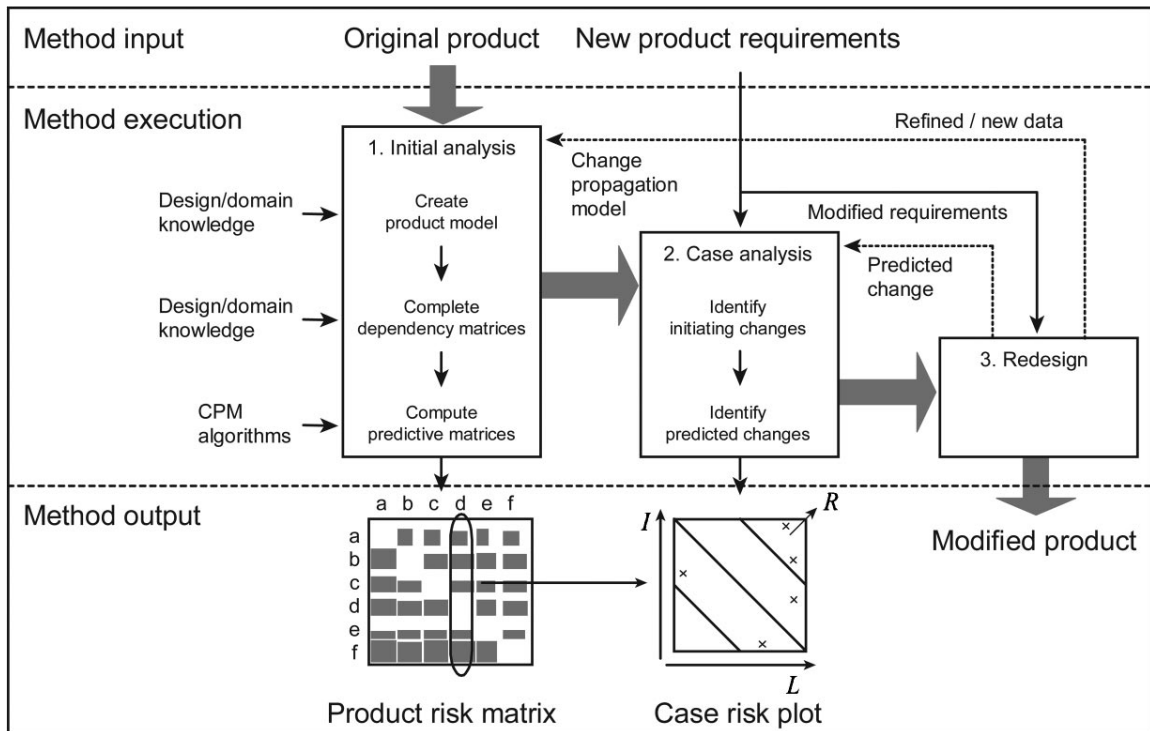 Method input
Original product
New product requirements
Method execution
Refined / new data
1. Initial analysis
Change
propagation
model
Design/domain
knowledge
Create
product model
Modified requirements
2. Case analysis
Predicted
change
Design/domain
knowledge
Complete
dependency matrices
Identify
initiating changes
3. Redesign
CPM
algorithms
Compute
predictive matrices
Identify
predicted changes
Method output
a b c d e f
a
b
c
d
e
f
I
R
× 
×
×
×
×
L
Modified product
Product risk matrix
Case risk plot